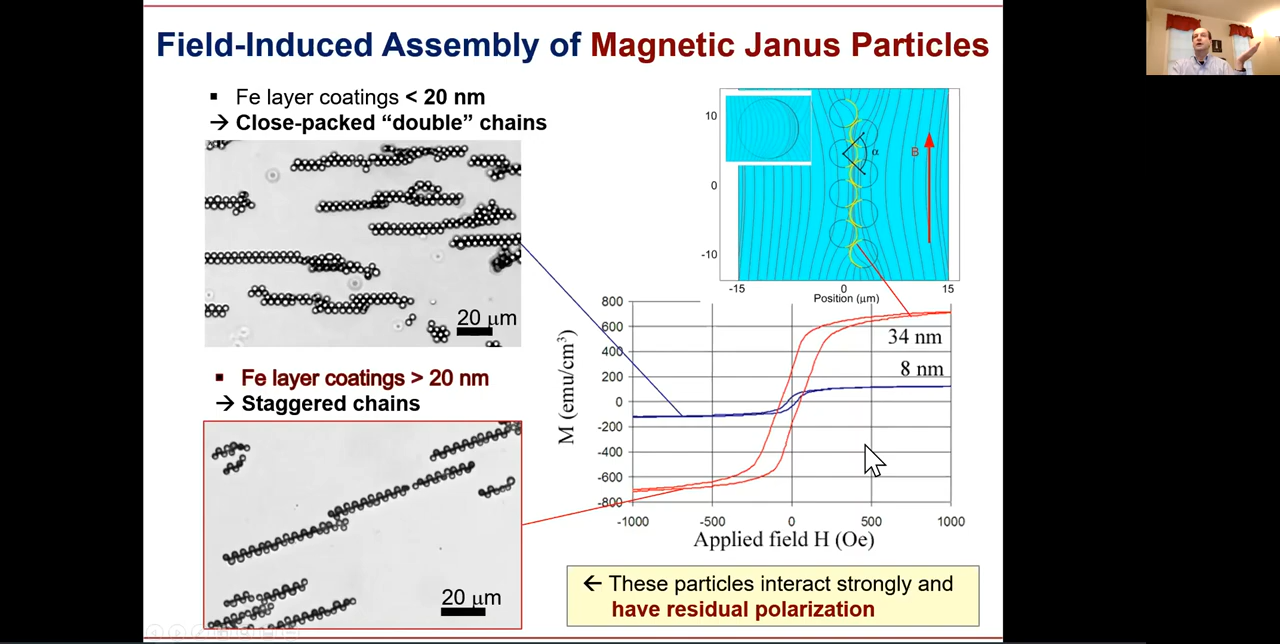 Field-Induced Assembly of Magnetic Janus Particles
▪ Fe layer coatings < 20 nm
→ Close-packed “double” chains
20 μm
▪ Fe layer coatings > 20 nm
→ Staggered chains
20 μm
10
0
-10
α
B
-15
0
15
Position (μm)
M (emu/cm³)
800
600
400
200
0
-200
-400
-600
-800
34 nm
8 nm
-1000
-500
0
500
1000
Applied field H (Oe)
← These particles interact strongly and
have residual polarization